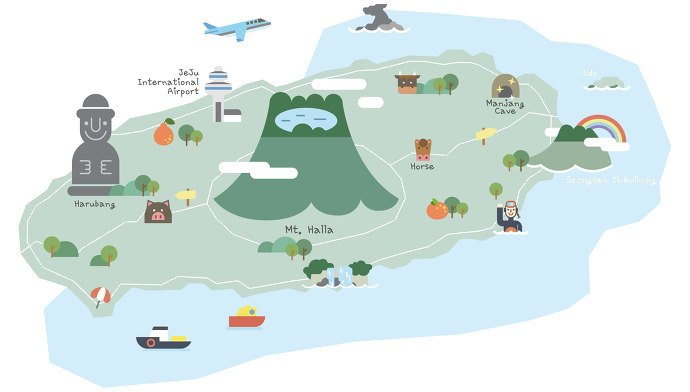 JeJu
International
Airport
Udo
Manjang
Cave
Horse
Seongsan Ilchulbong
Harubang
Mt. Halla